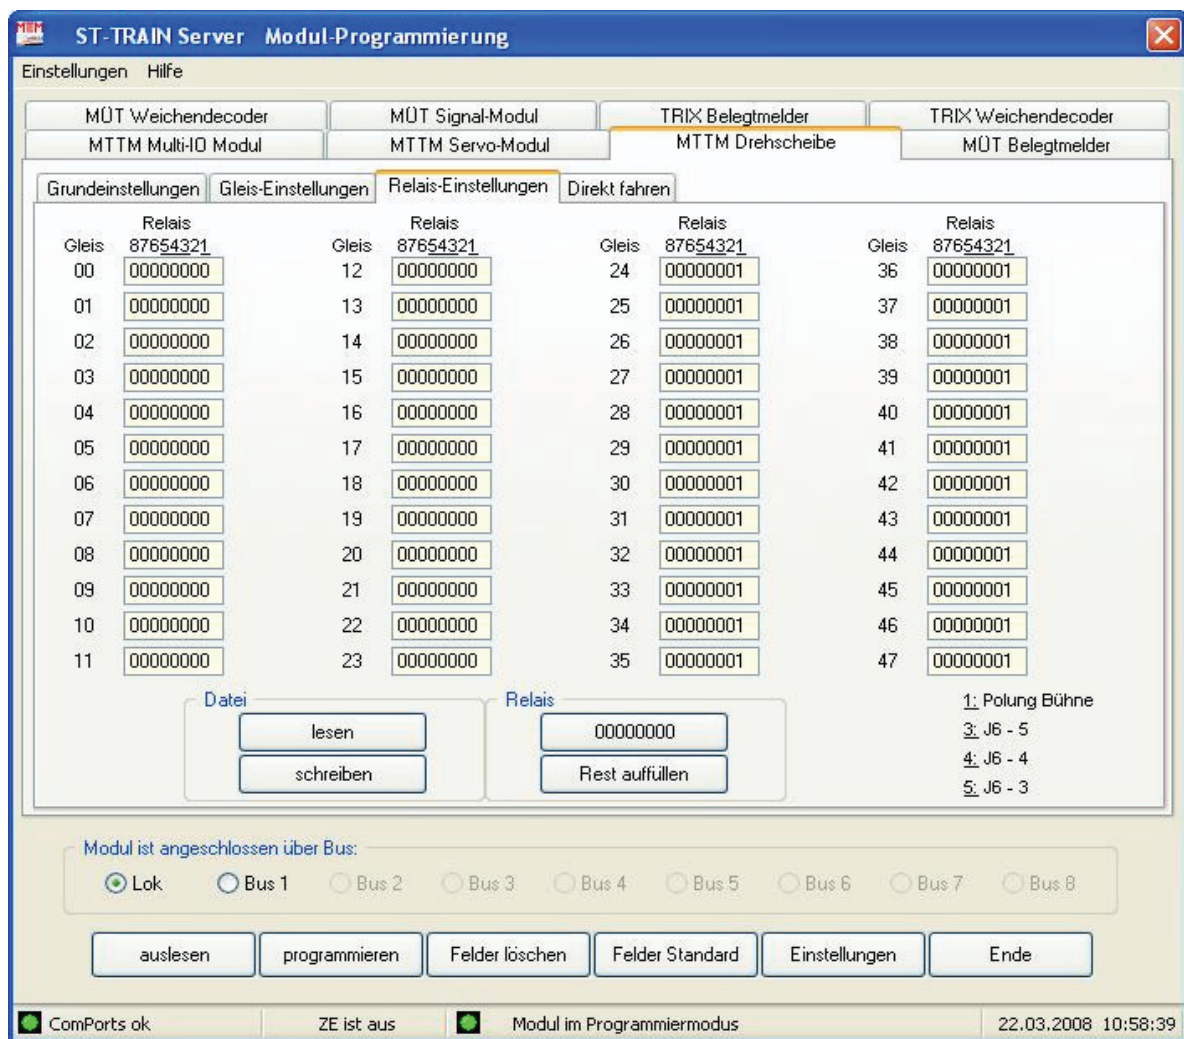 MTTM ST-TRAIN Server Modul-Programmierung
Einstellungen Hilfe
MÜT Weichendecoder MÜT Signal-Modul TRIX Belegtmelder TRIX Weichendecoder
MTTM Multi-IO Modul MTTM Servo-Modul MTTM Drehscheibe MÜT Belegtmelder
Grundeinstellungen Gleis-Einstellungen Relais-Einstellungen Direkt fahren
Relais Relais Relais Relais
Gleis 87654321 Gleis 87654321 Gleis 87654321 Gleis 87654321
00 00000000 12 00000000 24 00000001 36 00000001
01 00000000 13 00000000 25 00000001 37 00000001
02 00000000 14 00000000 26 00000001 38 00000001
03 00000000 15 00000000 27 00000001 39 00000001
04 00000000 16 00000000 28 00000001 40 00000001
05 00000000 17 00000000 29 00000001 41 00000001
06 00000000 18 00000000 30 00000001 42 00000001
07 00000000 19 00000000 31 00000001 43 00000001
08 00000000 20 00000000 32 00000001 44 00000001
09 00000000 21 00000000 33 00000001 45 00000001
10 00000000 22 00000000 34 00000001 46 00000001
11 00000000 23 00000000 35 00000001 47 00000001
Datei Relais 1: Polung Bühne
lesen 00000000 3: J6 - 5
schreiben Rest auffüllen 4: J6 - 4
5: J6 - 3
Modul ist angeschlossen über Bus:
Lok Bus 1 Bus 2 Bus 3 Bus 4 Bus 5 Bus 6 Bus 7 Bus 8
auslesen programmieren Felder löschen Felder Standard Einstellungen Ende
ComPorts ok ZE ist aus Modul im Programmiermodus 22.03.2008 10:58:39